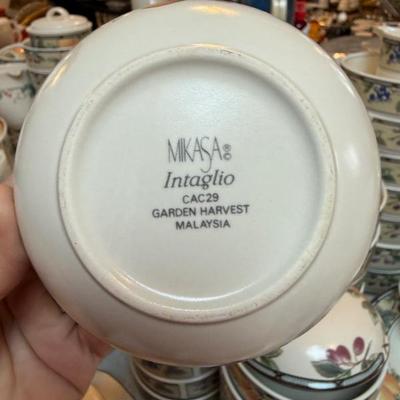 MIKASA®©
Intaglio
CAC29
GARDEN HARVEST
MALAYSIA